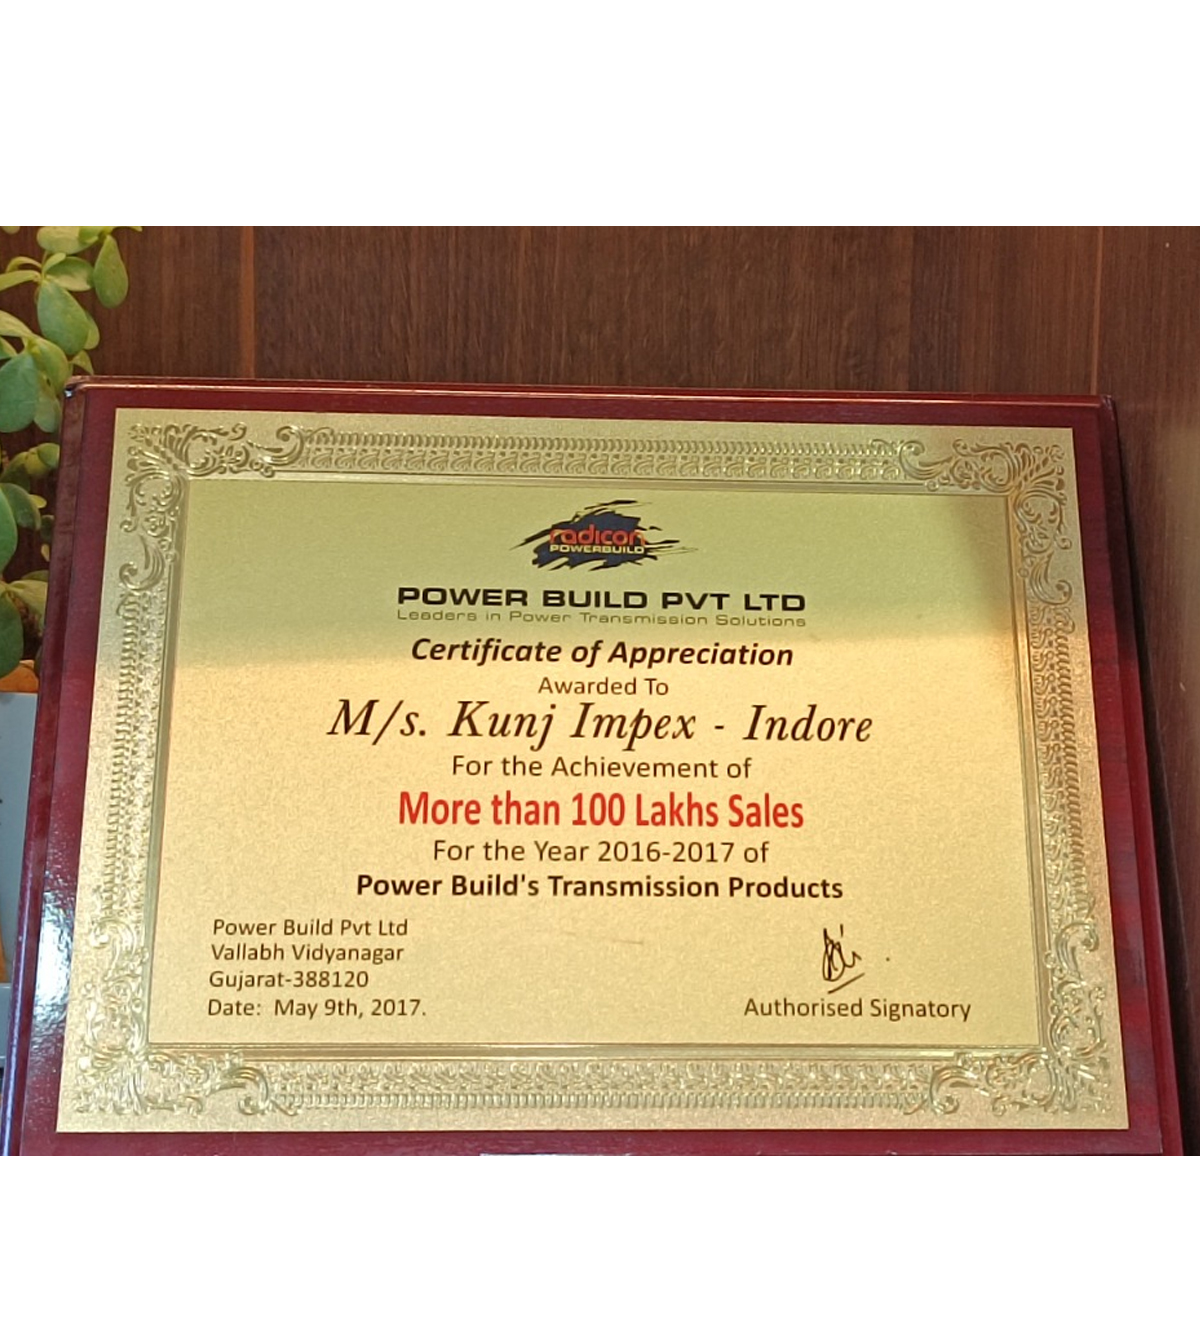 radicon
POWERBUILD
POWER BUILD PVT LTD
Leaders in Power Transmission Solutions
Certificate of Appreciation
Awarded To
M/s. Kunj Impex - Indore
For the Achievement of
More than 100 Lakhs Sales
For the Year 2016-2017 of
Power Build's Transmission Products
Power Build Pvt Ltd
Vallabh Vidyanagar
Gujarat-388120
Date: May 9th, 2017.
Authorised Signatory